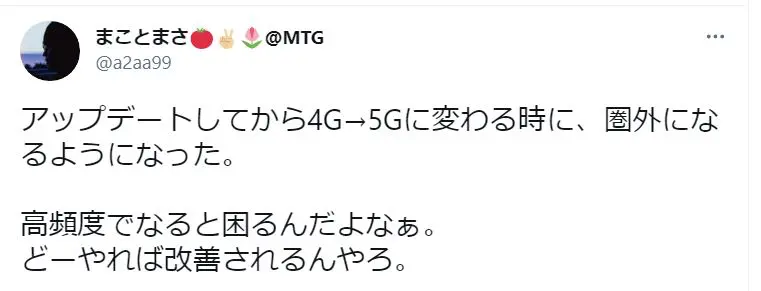 まことまさ🍅✌🏻🌷@MTG
@a2aa99
アップデートしてから4G→5Gに変わる時に、圏外にな
るようになった。
高頻度でなると困るんだよなぁ。
どーやれば改善されるんやろ。